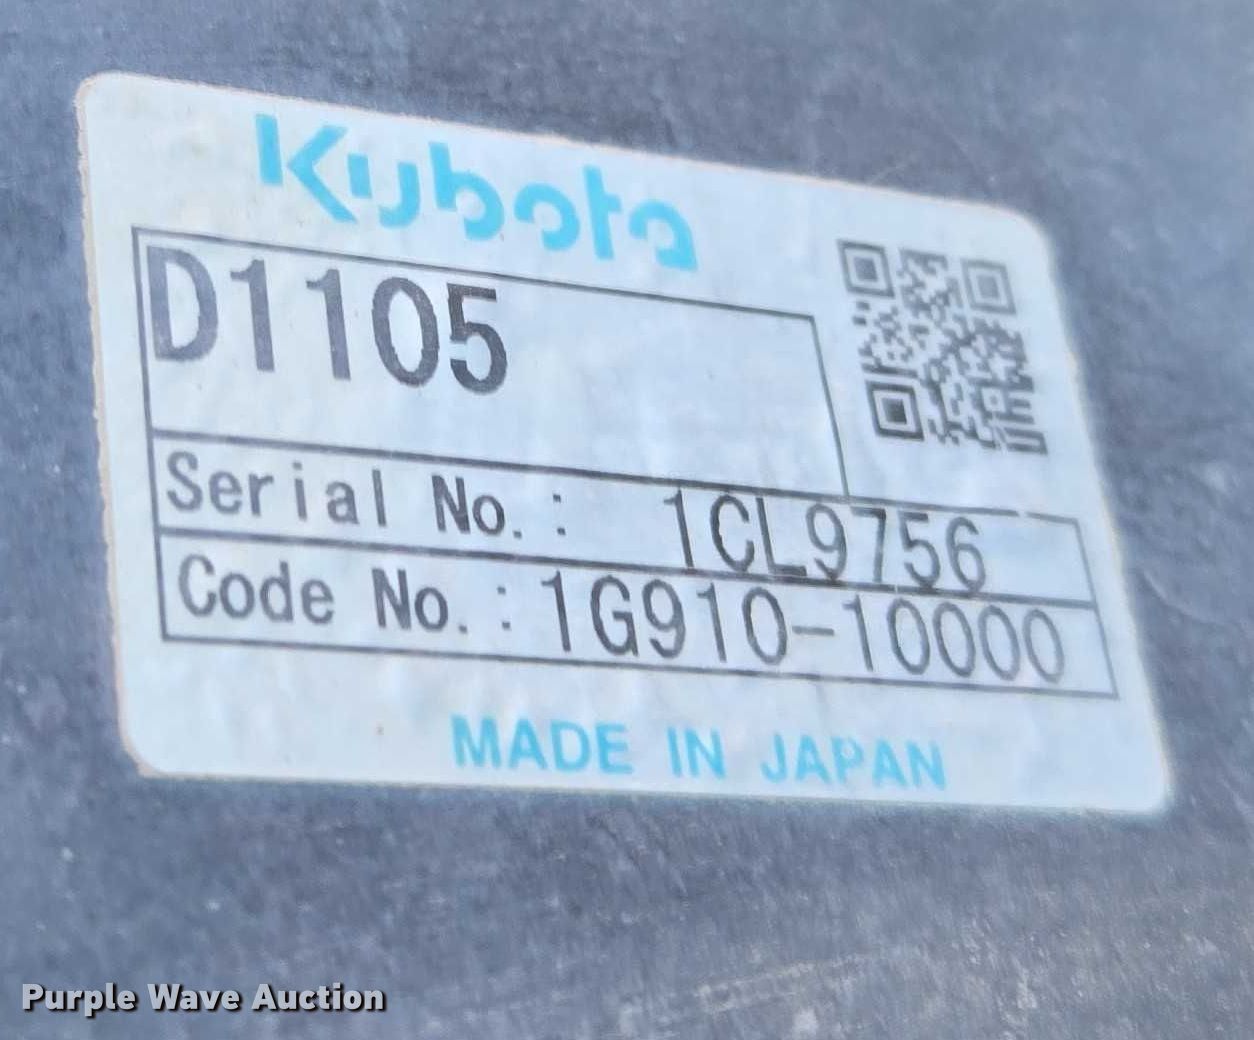 Kubota
D1105
Serial No.: 1CL9756
Code No.: 1G910-10000
MADE IN JAPAN
Purple Wave Auction